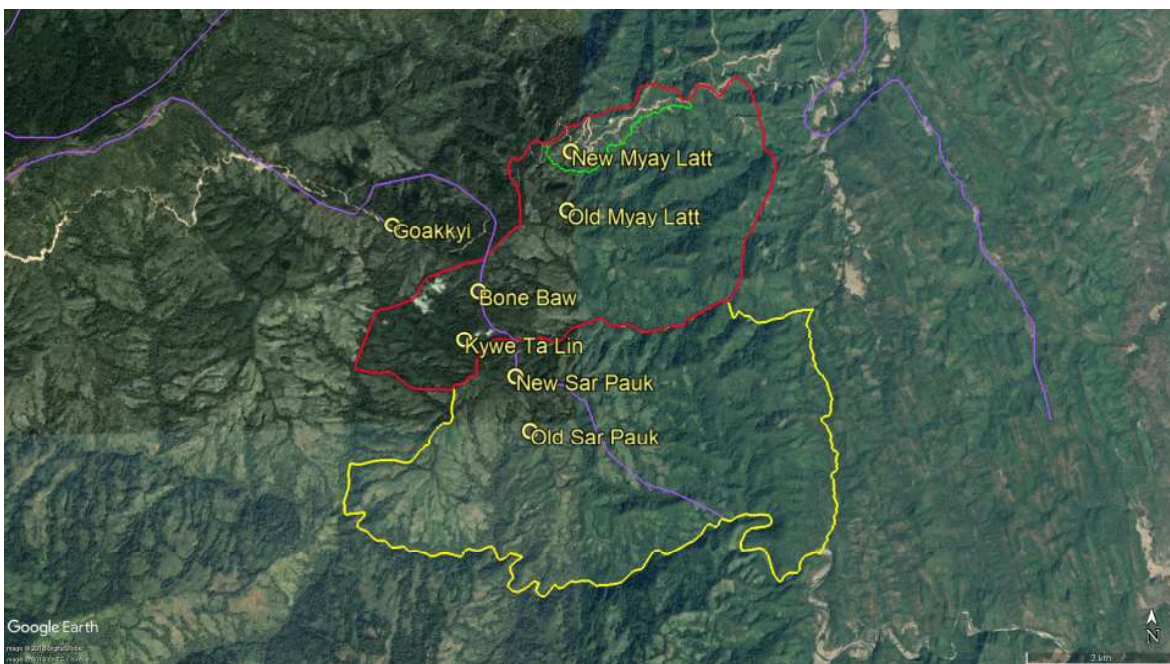 New Myay Latt
Old Myay Latt
Goakkyi
Bone Baw
Kywe Ta Lin
New Sar Pauk
Old Sar Pauk
Google Earth
N
2 km